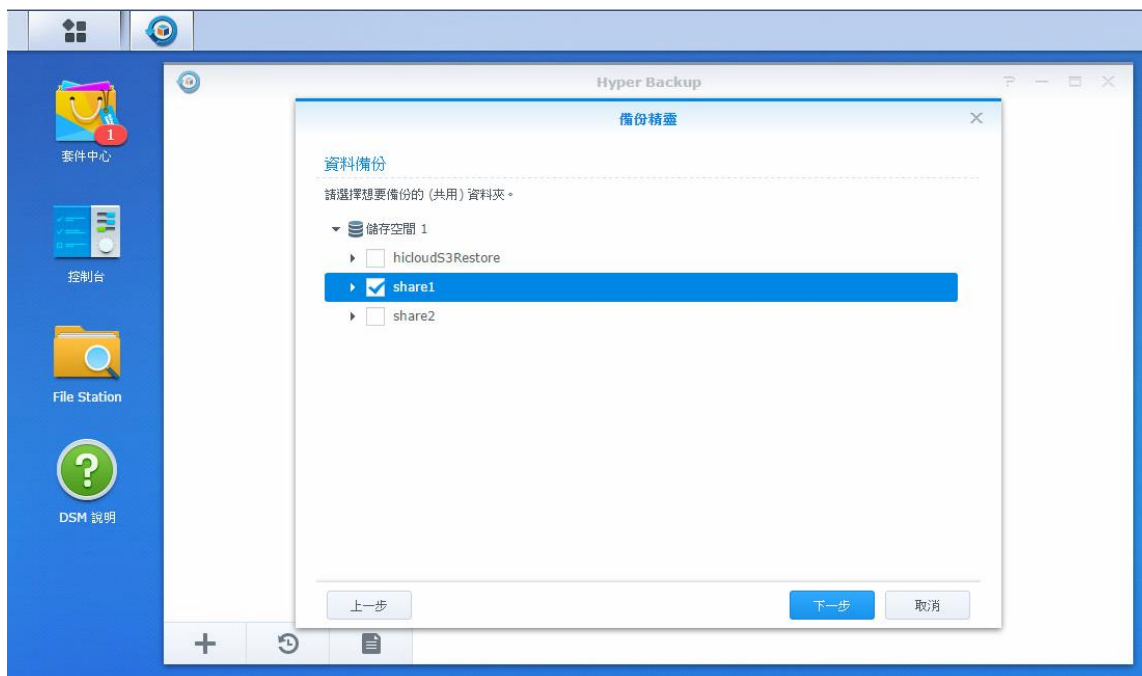 Hyper Backup
備份精靈
資料備份
請選擇想要備份的 (共用) 資料夾。
儲存空間 1
hicloudS3Restore
share1
share2
上一步
下一步
取消
1
套件中心
控制台
File Station
DSM 說明